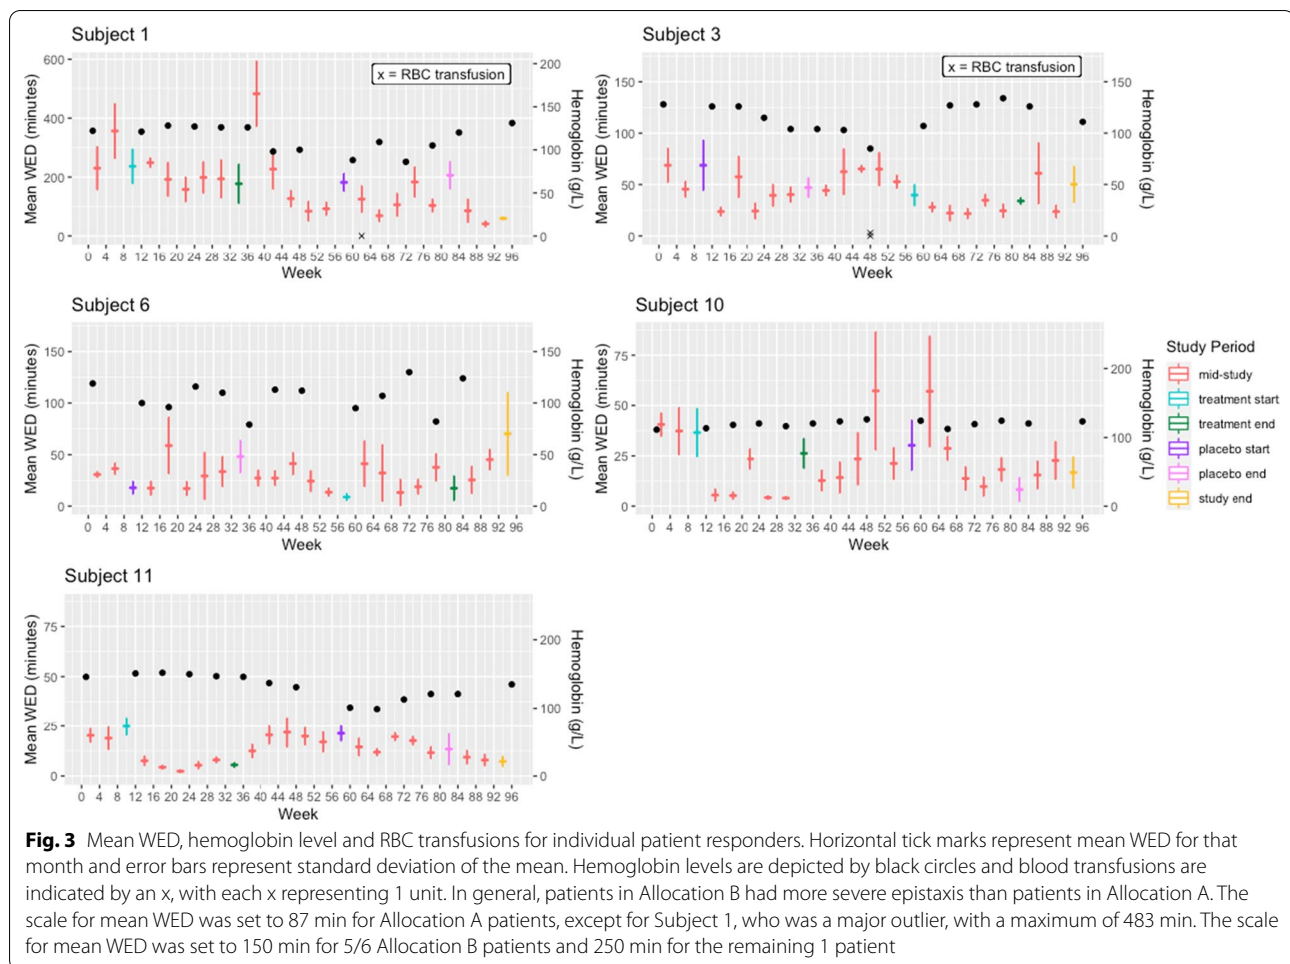 Subject 1
x = RBC transfusion
Mean WED (minutes)
600
400
200
0
200
150
100
50
0
Hemoglobin (g/L)
0 4 8 12 16 20 24 28 32 36 40 44 48 52 56 60 64 68 72 76 80 84 88 92 96
Week
Subject 3
x = RBC transfusion
Mean WED (minutes)
150
100
50
0
150
100
50
0
Hemoglobin (g/L)
0 4 8 12 16 20 24 28 32 36 40 44 48 52 56 60 64 68 72 76 80 84 88 92 96
Week
Subject 6
Mean WED (minutes)
150
100
50
0
150
100
50
0
Hemoglobin (g/L)
0 4 8 12 16 20 24 28 32 36 40 44 48 52 56 60 64 68 72 76 80 84 88 92 96
Week
Subject 10
Mean WED (minutes)
75
50
25
0
200
100
0
Hemoglobin (g/L)
0 4 8 12 16 20 24 28 32 36 40 44 48 52 56 60 64 68 72 76 80 84 88 92 96
Week
Study Period
mid-study
treatment start
treatment end
placebo start
placebo end
study end
Subject 11
Mean WED (minutes)
75
50
25
0
200
100
0
Hemoglobin (g/L)
0 4 8 12 16 20 24 28 32 36 40 44 48 52 56 60 64 68 72 76 80 84 88 92 96
Week
Fig. 3 Mean WED, hemoglobin level and RBC transfusions for individual patient responders. Horizontal tick marks represent mean WED for that
month and error bars represent standard deviation of the mean. Hemoglobin levels are depicted by black circles and blood transfusions are
indicated by an x, with each x representing 1 unit. In general, patients in Allocation B had more severe epistaxis than patients in Allocation A. The
scale for mean WED was set to 87 min for Allocation A patients, except for Subject 1, who was a major outlier, with a maximum of 483 min. The scale
for mean WED was set to 150 min for 5/6 Allocation B patients and 250 min for the remaining 1 patient